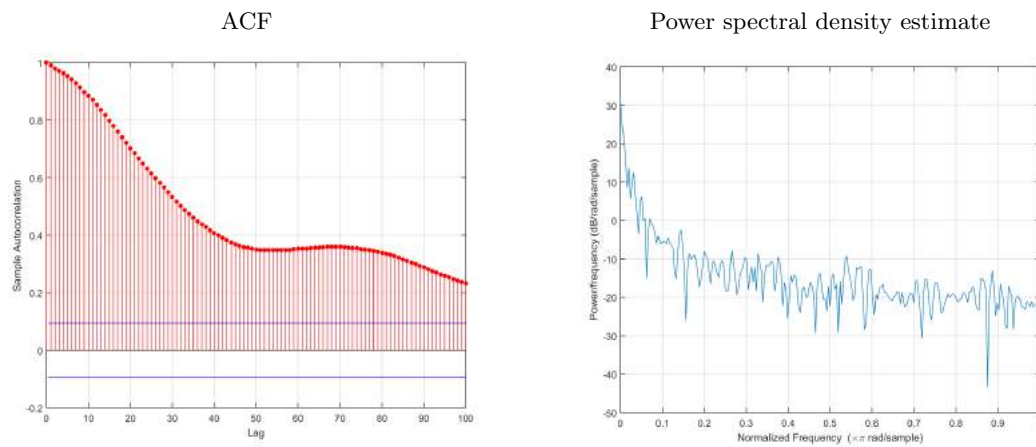 ACF
Power spectral density estimate
1
0.8
0.6
0.4
0.2
0
-0.2
Sample Autocorrelation
0 10 20 30 40 50 60 70 80 90 100
Lag
40
30
20
10
0
-10
-20
-30
-40
-50
Power/frequency (dB/rad/sample)
0 0.1 0.2 0.3 0.4 0.5 0.6 0.7 0.8 0.9
Normalized Frequency (×π rad/sample)